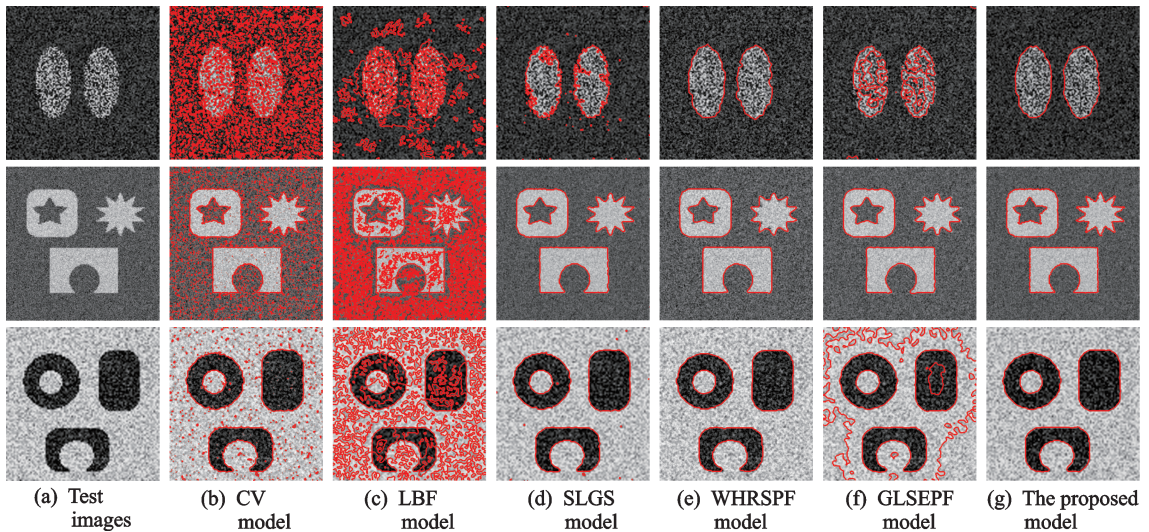 (a) Test images
(b) CV model
(c) LBF model
(d) SLGS model
(e) WHRSPF model
(f) GLSEPF model
(g) The proposed model